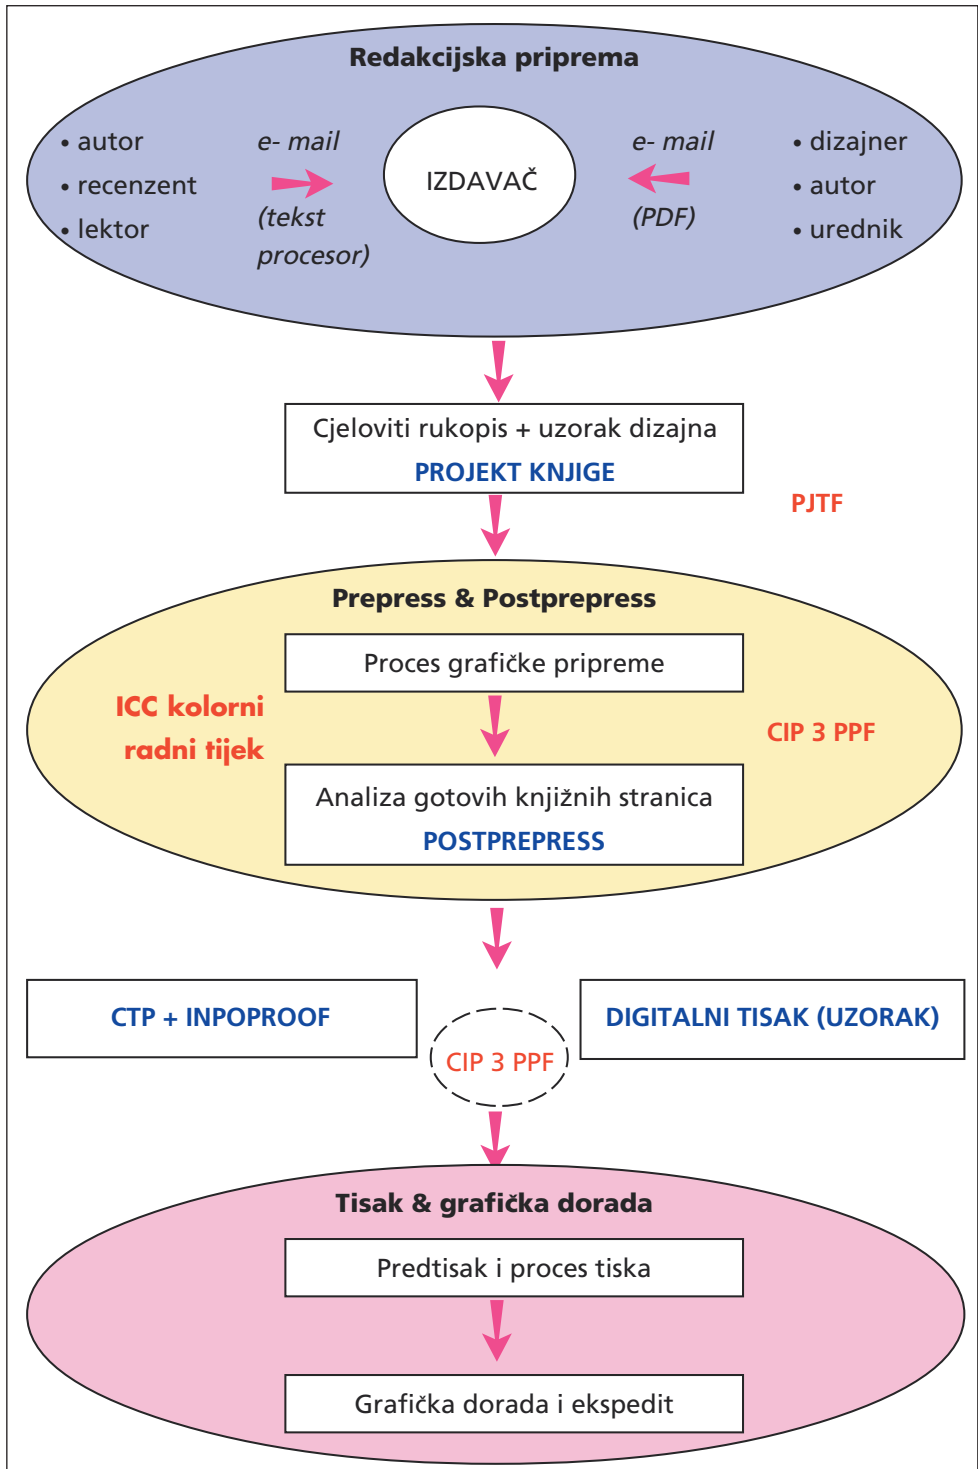 Redakcijska priprema
• autor
• recenzent
• lektor
e- mail
(tekst
procesor)
IZDAVAČ
e- mail
(PDF)
• dizajner
• autor
• urednik
Cjeloviti rukopis + uzorak dizajna
PROJEKT KNJIGE
PJTF
Prepress & Postprepress
Proces grafičke pripreme
ICC kolorni
radni tijek
CIP 3 PPF
Analiza gotovih knjižnih stranica
POSTPREPRESS
CTP + INPOPROOF
CIP 3 PPF
DIGITALNI TISAK (UZORAK)
Tisak & grafička dorada
Predtisak i proces tiska
Grafička dorada i ekspedit